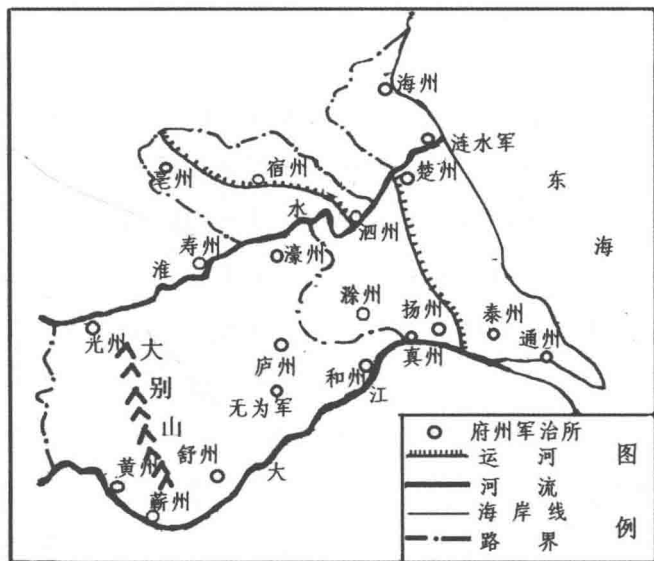 海州
涟水军
楚州
东海
亳州
宿州
泗州
寿州
淮水
濠州
滁州
扬州
泰州
通州
真州
光州
大别山
庐州
和州
无为军
大江
舒州
黄州
蕲州
图例
府州军治所
运河
河流
海岸线
路界